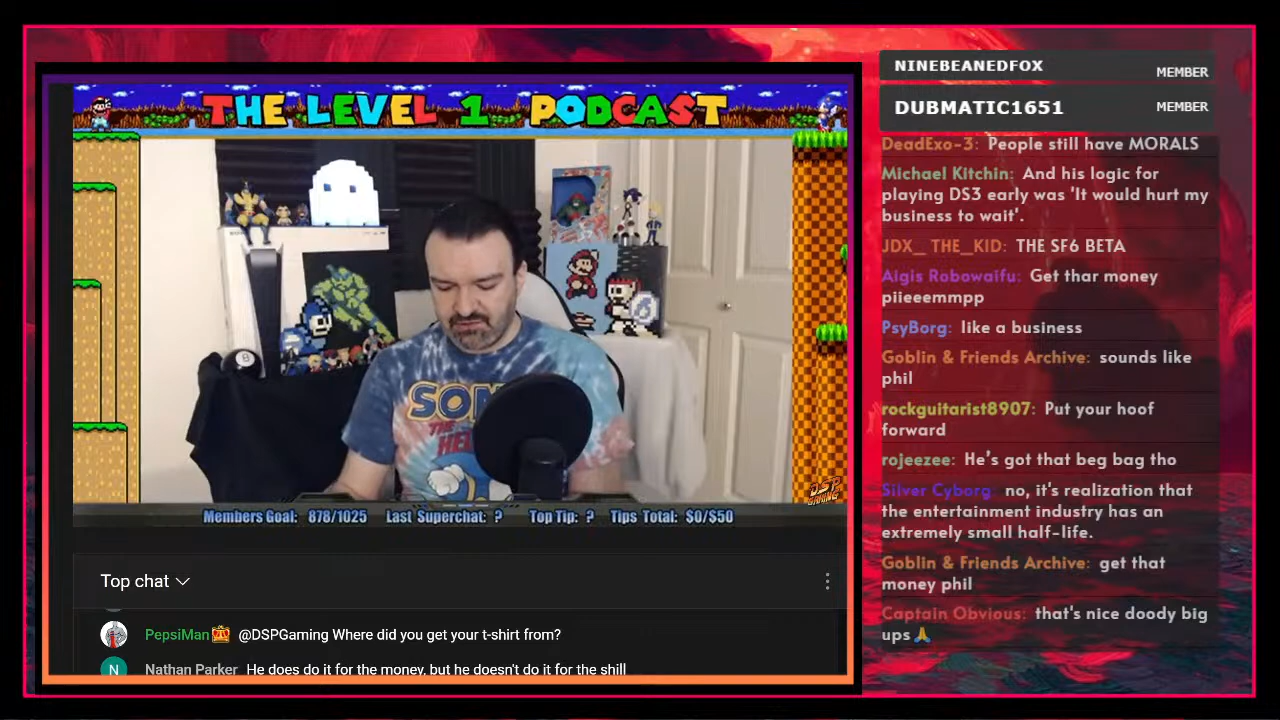 THE LEVEL 1 PODCAST
SON
THE
HE
8
DSP
GAMING
Members Goal: 878/1025 Last Superchat: ? Top Tip: ? Tips Total: $0/$50
Top chat
PepsiMan @DSPGaming Where did you get your t-shirt from?
N Nathan Parker He does do it for the money, but he doesn't do it for the shill
NINEBEANEDFOX MEMBER
DUBMATIC1651 MEMBER
DeadExo-3: People still have MORALS
Michael Kitchin: And his logic for
playing DS3 early was 'It would hurt my
business to wait'.
JDX_ THE_KID: THE SF6 BETA
Algis Robowaifu: Get thar money
piieeemmpp
PsyBorg: like a business
Goblin & Friends Archive: sounds like
phil
rockguitarist8907: Put your hoof
forward
rojeezee: He's got that beg bag tho
Silver Cyborg: no, it's realization that
the entertainment industry has an
extremely small half-life.
Goblin & Friends Archive: get that
money phil
Captain Obvious: that's nice doody big
ups🙏